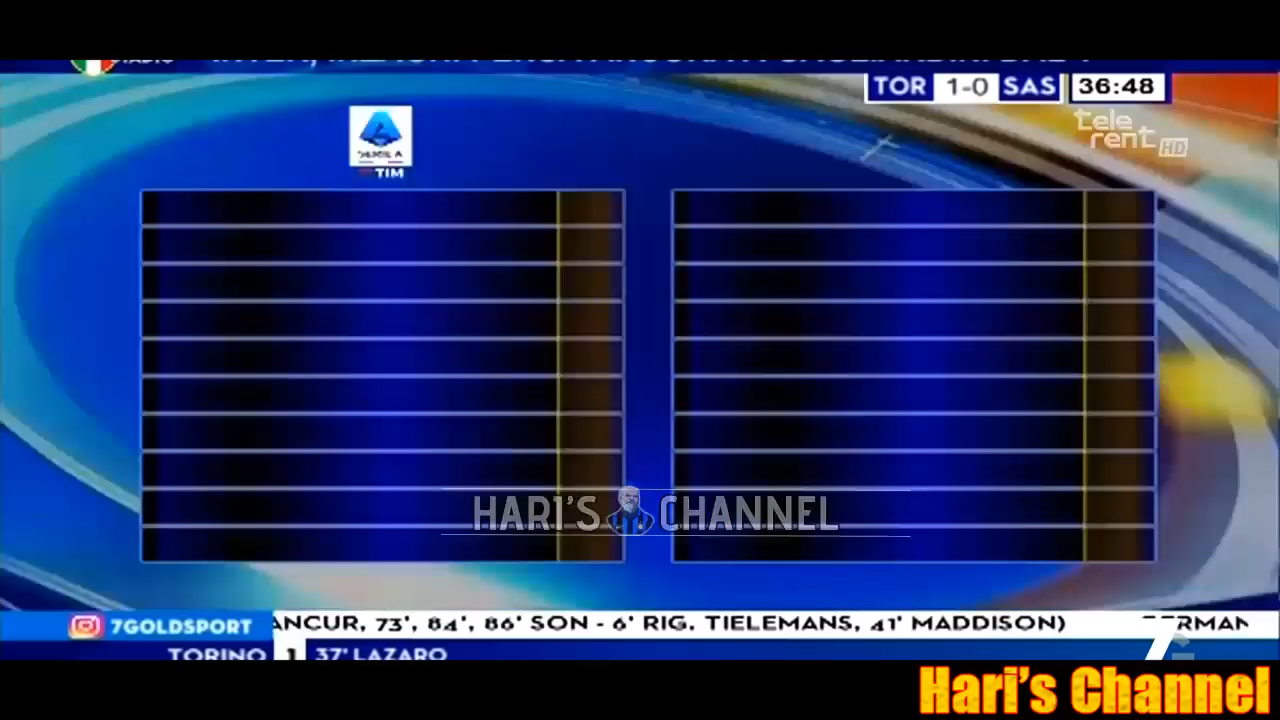 TOR 1-0 SAS 36:48
tele
rent HD
SERIE A
TIM
HARI'S CHANNEL
7GOLDSPORT ANCUR, 73', 84', 86' SON - 6' RIG. TIELEMANS, 41' MADDISON)
TORINO 1 37' LAZARO
Hari's Channel